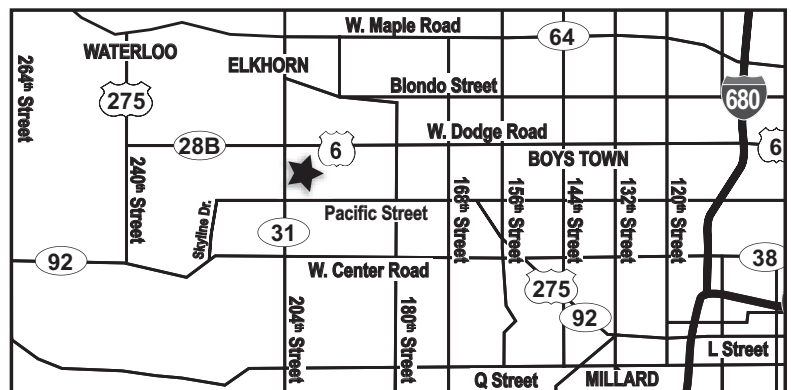 W. Maple Road
64
WATERLOO
ELKHORN
264th Street
275
Blondo Street
680
28B
6
W. Dodge Road
6
BOYS TOWN
240th Street
Skyline Dr.
Pacific Street
168th Street
156th Street
144th Street
132th Street
120th Street
31
92
W. Center Road
38
204th Street
180th Street
275
92
L Street
Q Street
MILLARD